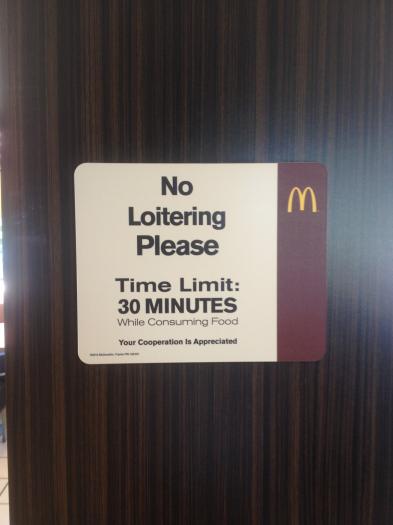 No
Loitering
Please
Time Limit:
30 MINUTES
While Consuming Food
Your Cooperation Is Appreciated